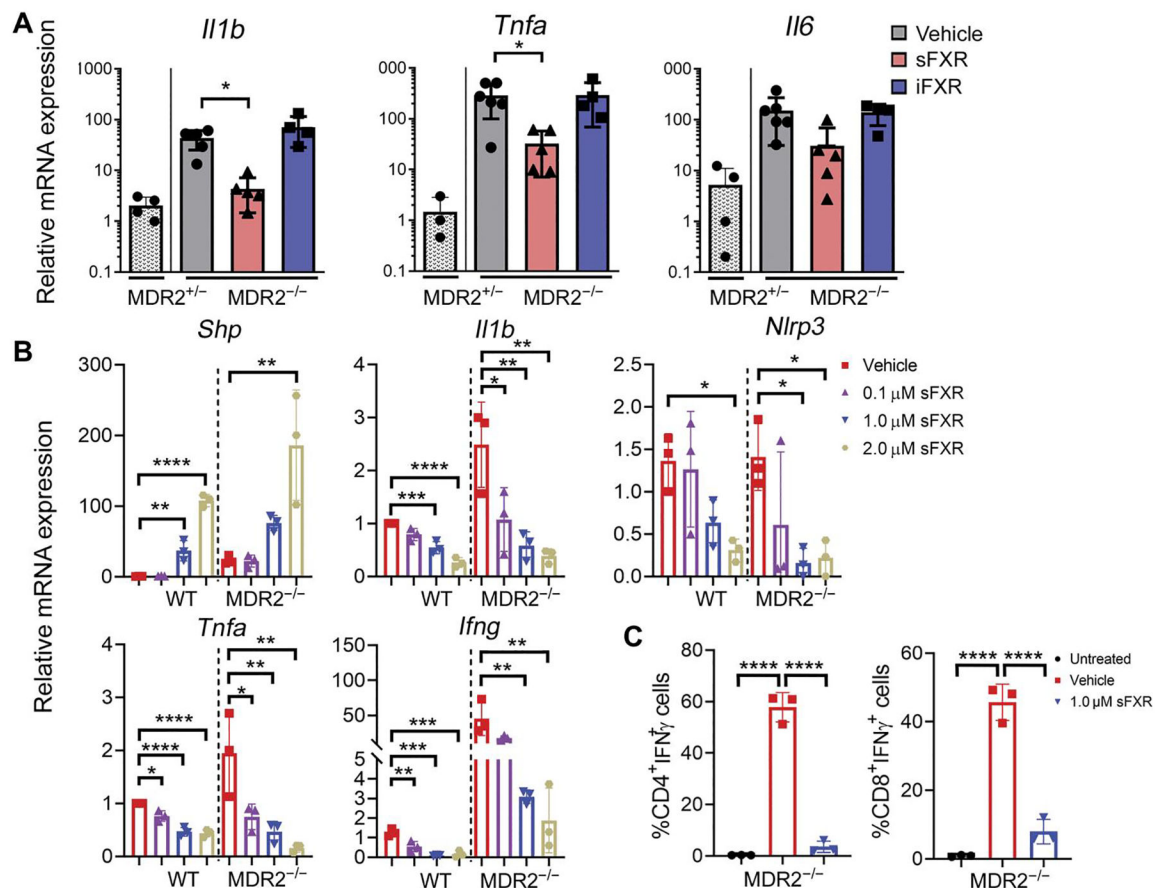 A
Il1b
Tnfa
Il6
Vehicle
sFXR
iFXR
Relative mRNA expression
1000
100
10
1
0.1
*
MDR2+/− MDR2−/−
1000
100
10
1
0.1
*
MDR2+/− MDR2−/−
1000
100
10
1
0.1
MDR2+/− MDR2−/−
B
Shp
Il1b
Nlrp3
Vehicle
0.1 μM sFXR
1.0 μM sFXR
2.0 μM sFXR
Relative mRNA expression
300
200
100
0
**
****
**
WT MDR2−/−
4
3
2
1
0
**
**
*
****
***
WT MDR2−/−
2.5
2.0
1.5
1.0
0.5
0.0
*
*
*
WT MDR2−/−
Tnfa
Ifng
4
3
2
1
0
**
**
*
****
****
*
WT MDR2−/−
150
100
50
5
4
3
2
1
0
**
**
***
***
**
WT MDR2−/−
C
%CD4+IFNγ+ cells
80
60
40
20
0
**** ****
MDR2−/−
%CD8+IFNγ+ cells
60
40
20
0
**** ****
MDR2−/−
Untreated
Vehicle
1.0 μM sFXR